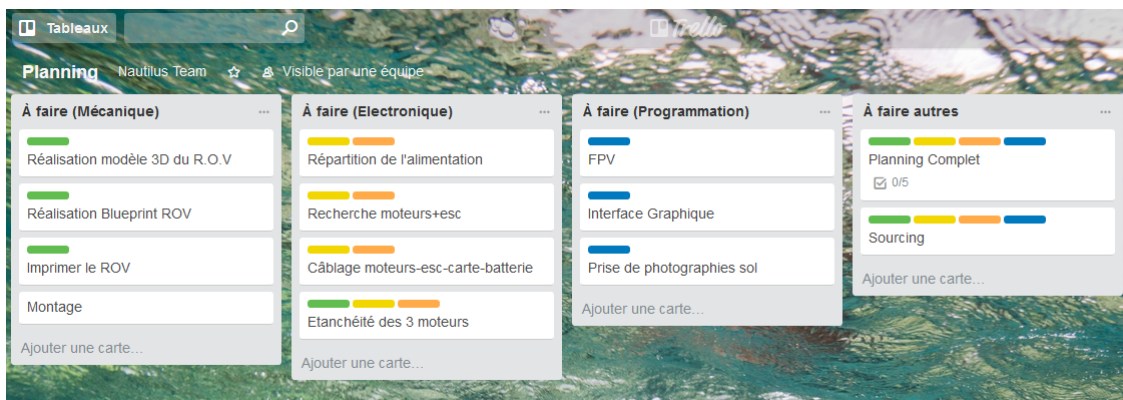 Tableaux
Trello
Planning Nautilus Team Visible par une équipe
À faire (Mécanique)
Réalisation modèle 3D du R.O.V
Réalisation Blueprint ROV
Imprimer le ROV
Montage
Ajouter une carte...
À faire (Electronique)
Répartition de l'alimentation
Recherche moteurs+esc
Câblage moteurs-esc-carte-batterie
Etanchéité des 3 moteurs
Ajouter une carte...
À faire (Programmation)
FPV
Interface Graphique
Prise de photographies sol
Ajouter une carte...
À faire autres
Planning Complet
0/5
Sourcing
Ajouter une carte...